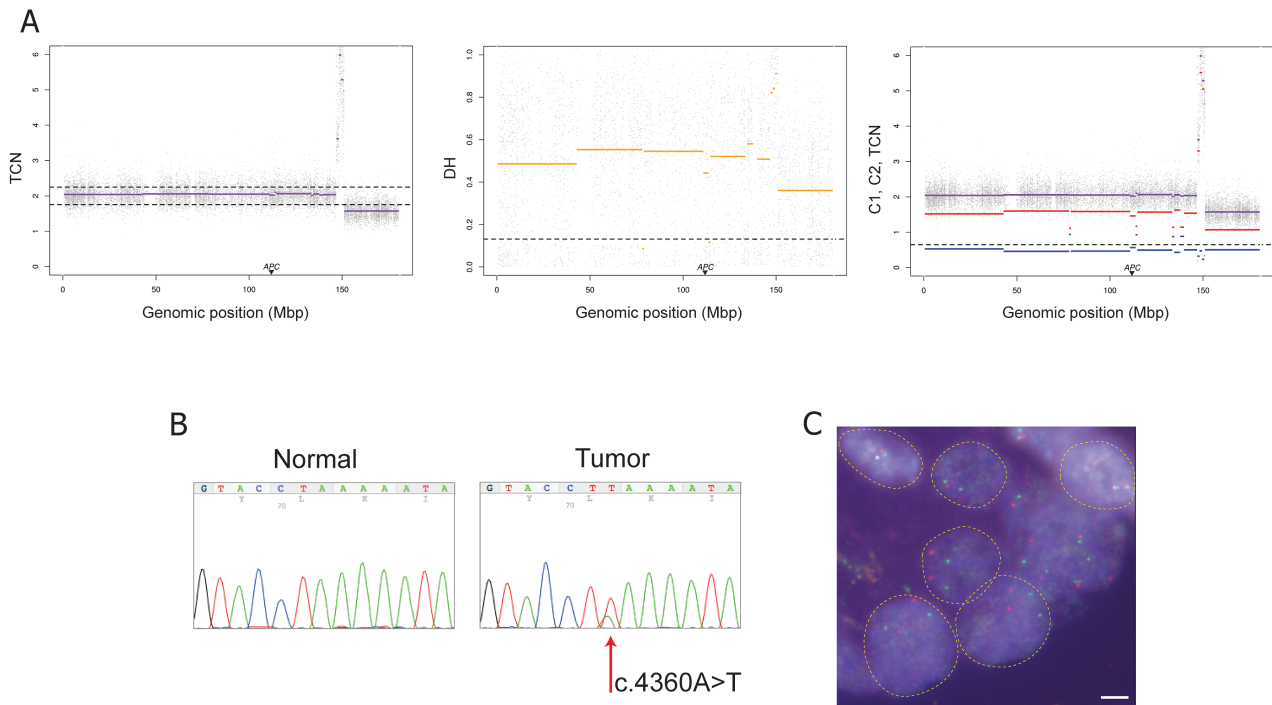 A
TCN
6
5
4
3
2
1
0
APC
0
50
100
150
Genomic position (Mbp)
DH
1.0
0.8
0.6
0.4
0.2
0.0
APC
0
50
100
150
Genomic position (Mbp)
C1, C2, TCN
6
5
4
3
2
1
0
APC
0
50
100
150
Genomic position (Mbp)
B
Normal
G T A C C T A A A A T A
Y L K I
70
Tumor
G T A C C T T A A A A T A
Y L K I
70
c.4360A>T
C